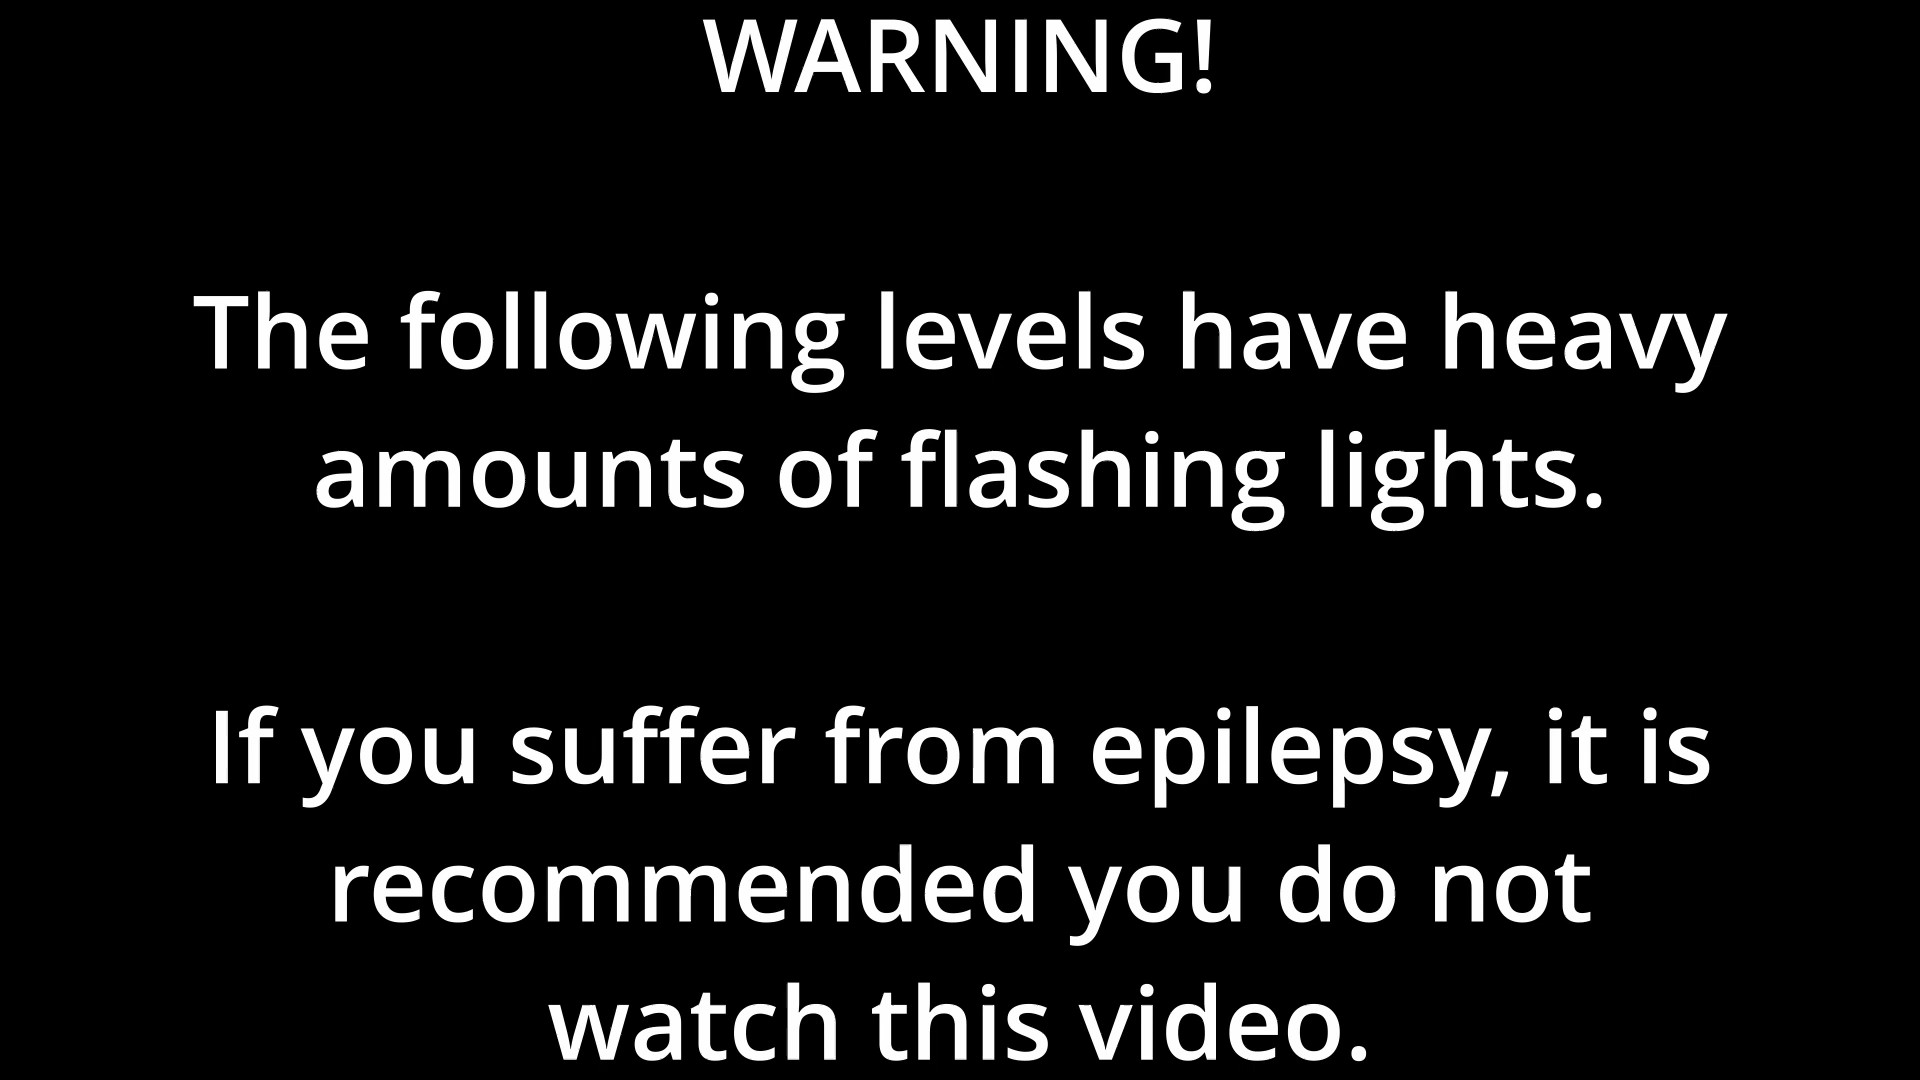 WARNING!
The following levels have heavy
amounts of flashing lights.
If you suffer from epilepsy, it is
recommended you do not
watch this video.